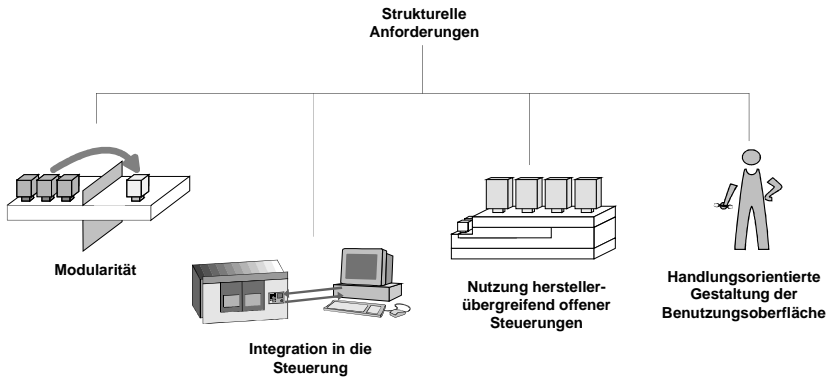 Strukturelle
Anforderungen
Modularität
Integration in die
Steuerung
Nutzung hersteller-
übergreifend offener
Steuerungen
Handlungsorientierte
Gestaltung der
Benutzungsoberfläche